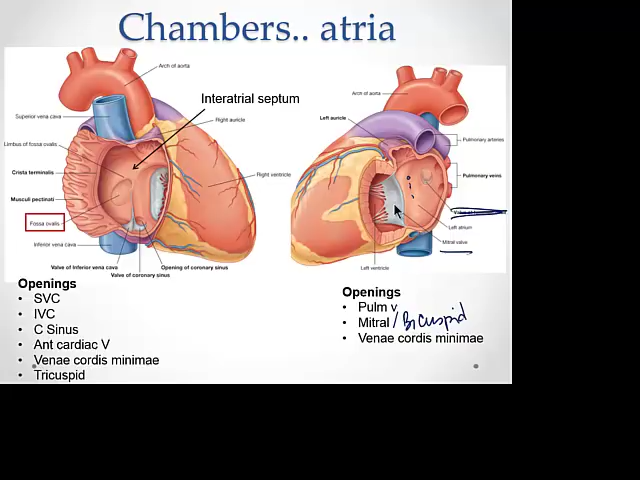 Chambers.. atria
Arch of aorta
Interatrial septum
Superior vena cava
Right auricle
Limbus of fossa ovalis
Crista terminalis
Right ventricle
Musculi pectinati
Fossa ovalis
Inferior vena cava
Valve of inferior vena cava
Opening of coronary sinus
Valve of coronary sinus
Arch of aorta
Left auricle
Pulmonary arteries
Pulmonary veins
Left atrium
Mitral valve
Left ventricle
Openings
• SVC
• IVC
• C Sinus
• Ant cardiac V
• Venae cordis minimae
• Tricuspid
Openings
• Pulm v
• Mitral / Bicuspid
• Venae cordis minimae